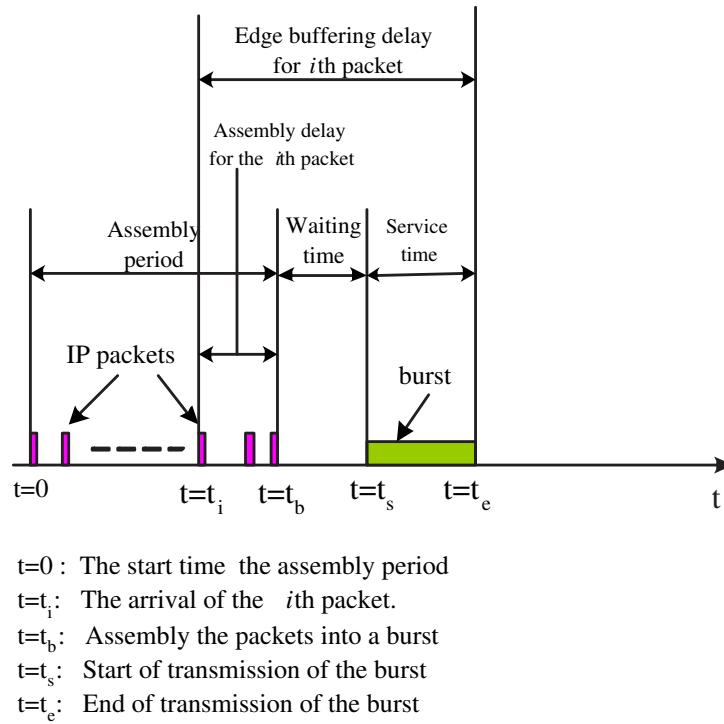 Edge buffering delay
for ith packet
Assembly delay
for the ith packet
Assembly
period
Waiting
time
Service
time
IP packets
burst
t=0
t=tᵢ
t=t_b
t=tₛ
t=tₑ
t
t=0 : The start time the assembly period
t=tᵢ: The arrival of the ith packet.
t=t_b: Assembly the packets into a burst
t=tₛ: Start of transmission of the burst
t=tₑ: End of transmission of the burst